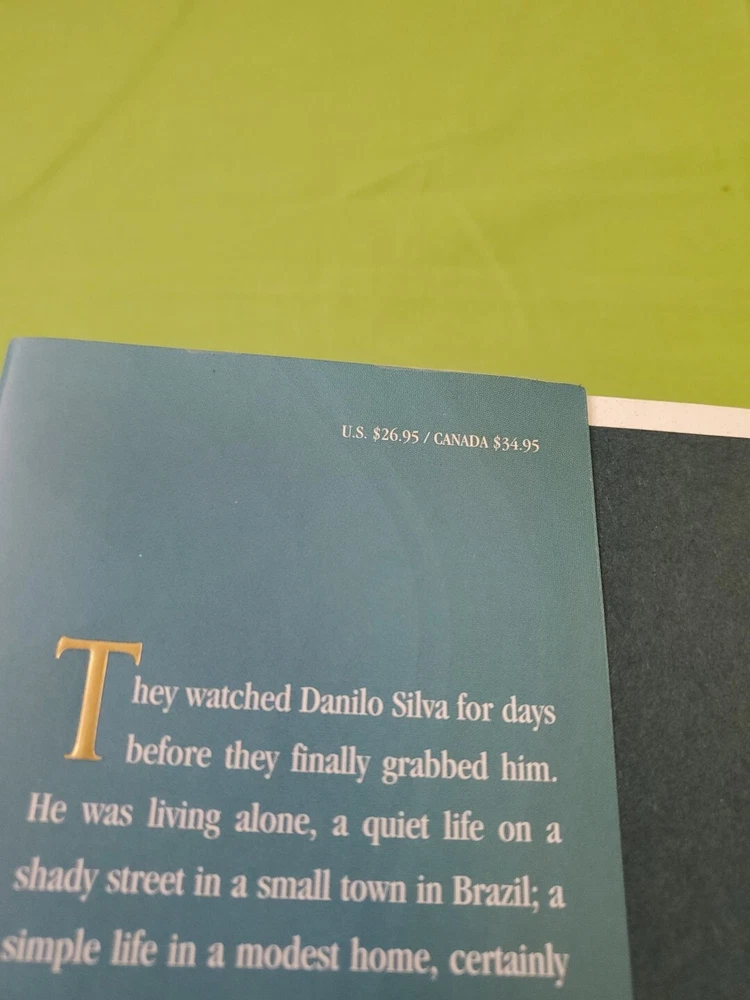 U.S. $26.95 / CANADA $34.95
They watched Danilo Silva for days
before they finally grabbed him.
He was living alone, a quiet life on a
shady street in a small town in Brazil; a
simple life in a modest home, certainly